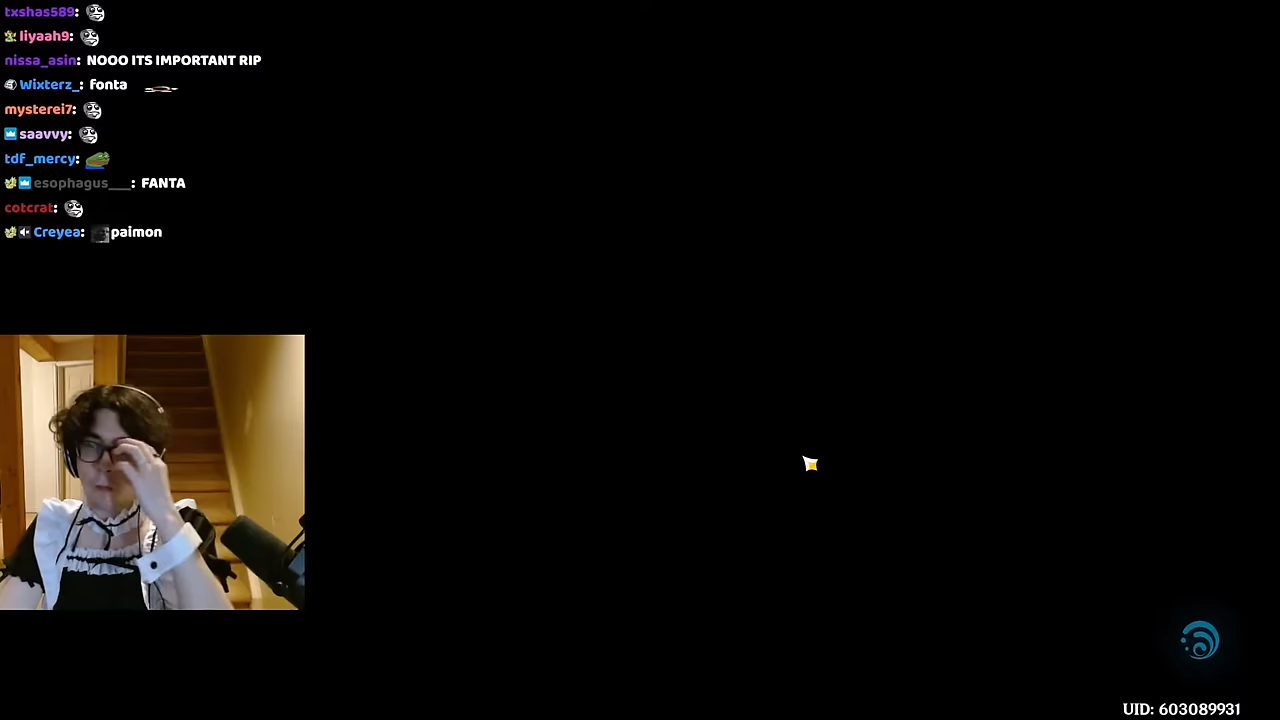 txshas589:
liyaah9:
nissa_asin: NOOO ITS IMPORTANT RIP
Wixterz_: fonta
mysterei7:
saavvy:
tdf_mercy:
esophagus___: FANTA
cotcrat:
Creyea: paimon
UID: 603089931